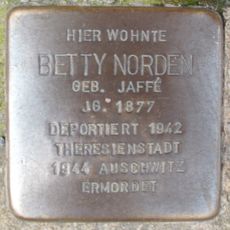 HIER WOHNTE
BETTY NORDEN
GEB. JAFFÉ
JG. 1877
DEPORTIERT 1942
THERESIENSTADT
1944 AUSCHWITZ
ERMORDET